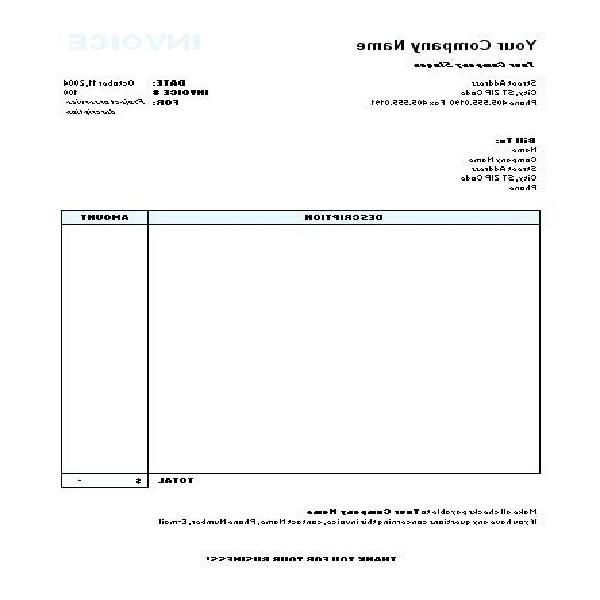 Your Company Name
INVOICE
Your Company Slogan
Street Address
City, ST ZIP Code
Phone 405.555.0190 Fax 405.555.0191
DATE: October 11, 2004
INVOICE # 100
FOR: Project or service description
Bill To:
Name
Company Name
Street Address
City, ST ZIP Code
Phone
DESCRIPTION AMOUNT
TOTAL $ -
Make all checks payable to Your Company Name
If you have any questions concerning this invoice, contact Name, Phone Number, E-mail
THANK YOU FOR YOUR BUSINESS!